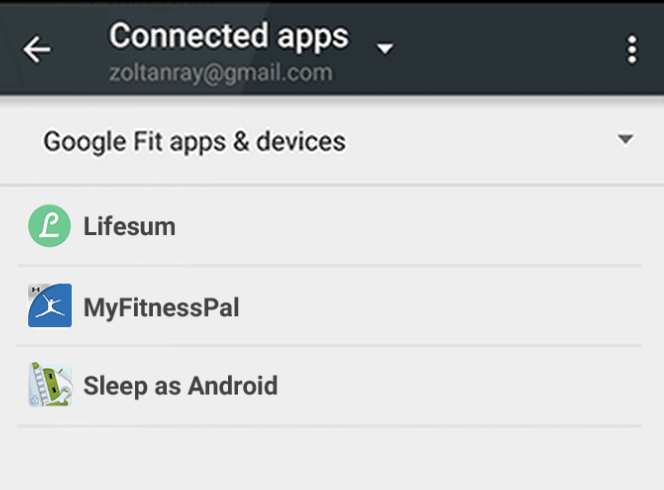 Connected apps
zoltanray@gmail.com
Google Fit apps & devices
Lifesum
MyFitnessPal
Sleep as Android